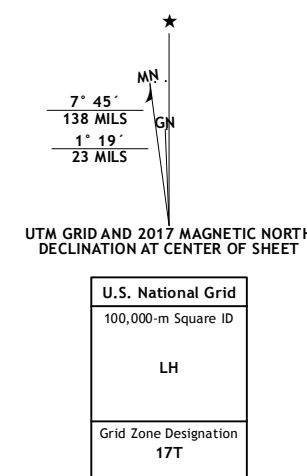 ★
MN
GN
7° 45´
138 MILS
1° 19´
23 MILS
UTM GRID AND 2017 MAGNETIC NORTH
DECLINATION AT CENTER OF SHEET
U.S. National Grid
100,000-m Square ID
LH
Grid Zone Designation
17T